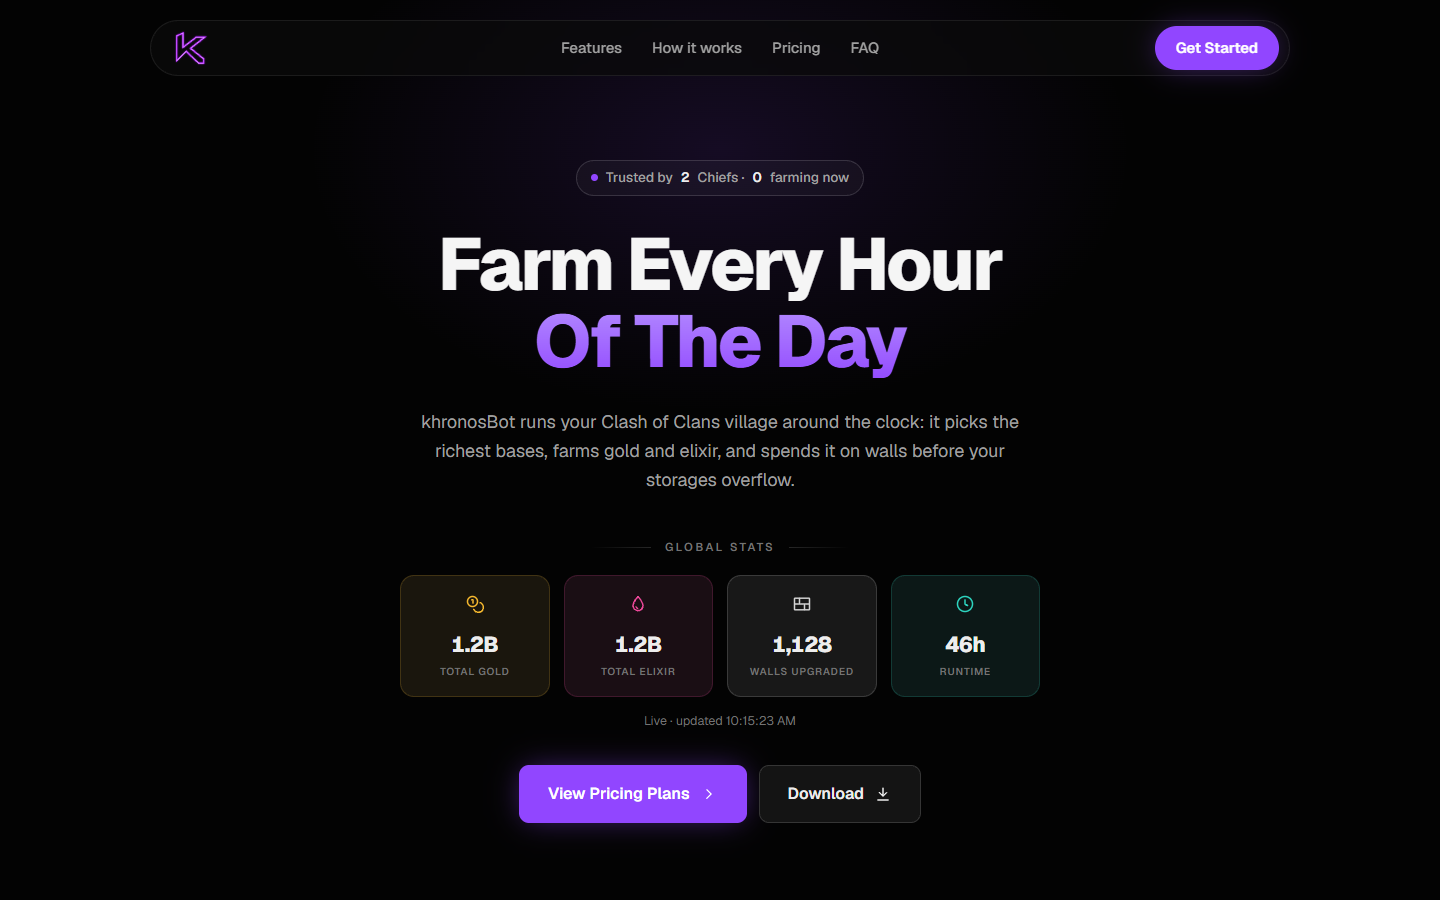 Features How it works Pricing FAQ Get Started
Trusted by 2 Chiefs · 0 farming now
Farm Every Hour
Of The Day
khronosBot runs your Clash of Clans village around the clock: it picks the
richest bases, farms gold and elixir, and spends it on walls before your
storages overflow.
GLOBAL STATS
1.2B 1.2B 1,128 46h
TOTAL GOLD TOTAL ELIXIR WALLS UPGRADED RUNTIME
Live · updated 10:15:23 AM
View Pricing Plans Download